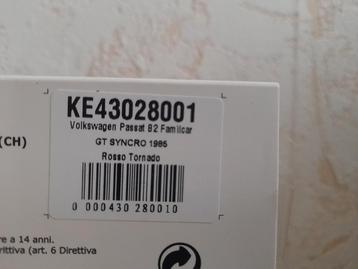 KE43028001
Volkswagen Passat B2 Familcar
(CH)
GT SYNCRO 1985
Rosso Tornado
0 000430 280010
re a 14 anni.
rittiva (art. 6 Direttiva